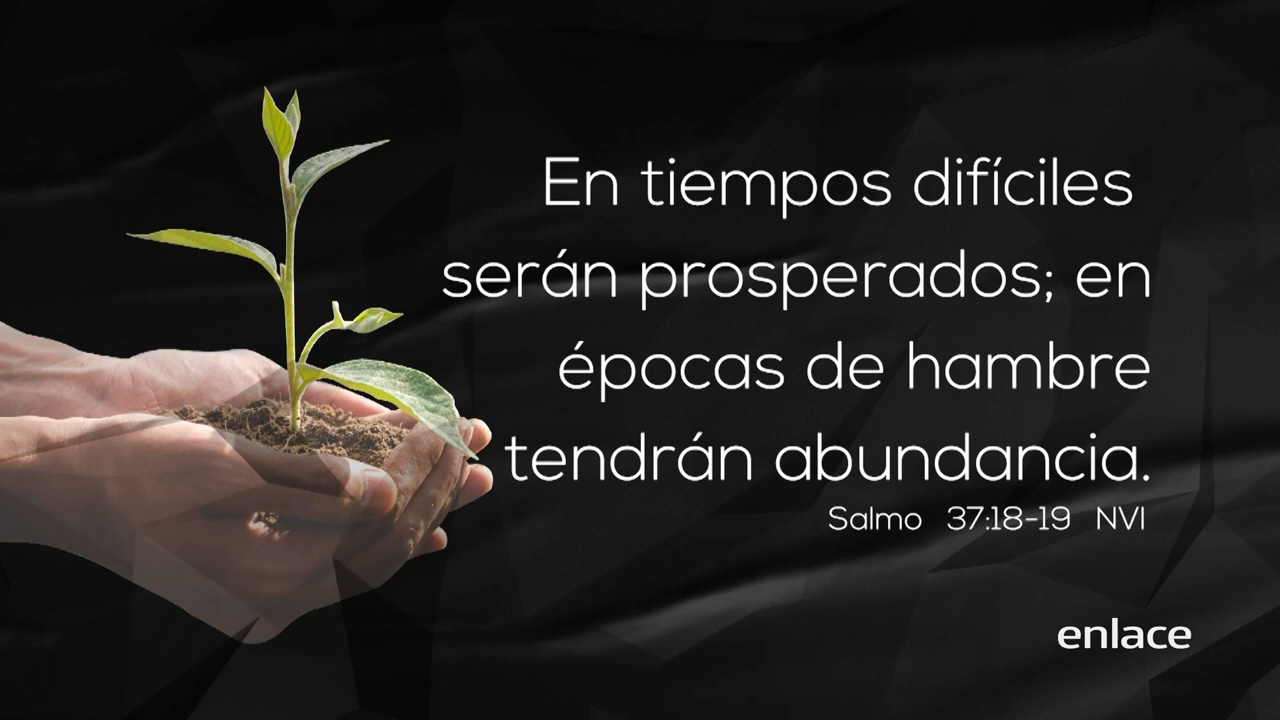 En tiempos difíciles
serán prosperados; en
épocas de hambre
tendrán abundancia.
Salmo 37:18-19 NVI
enlace